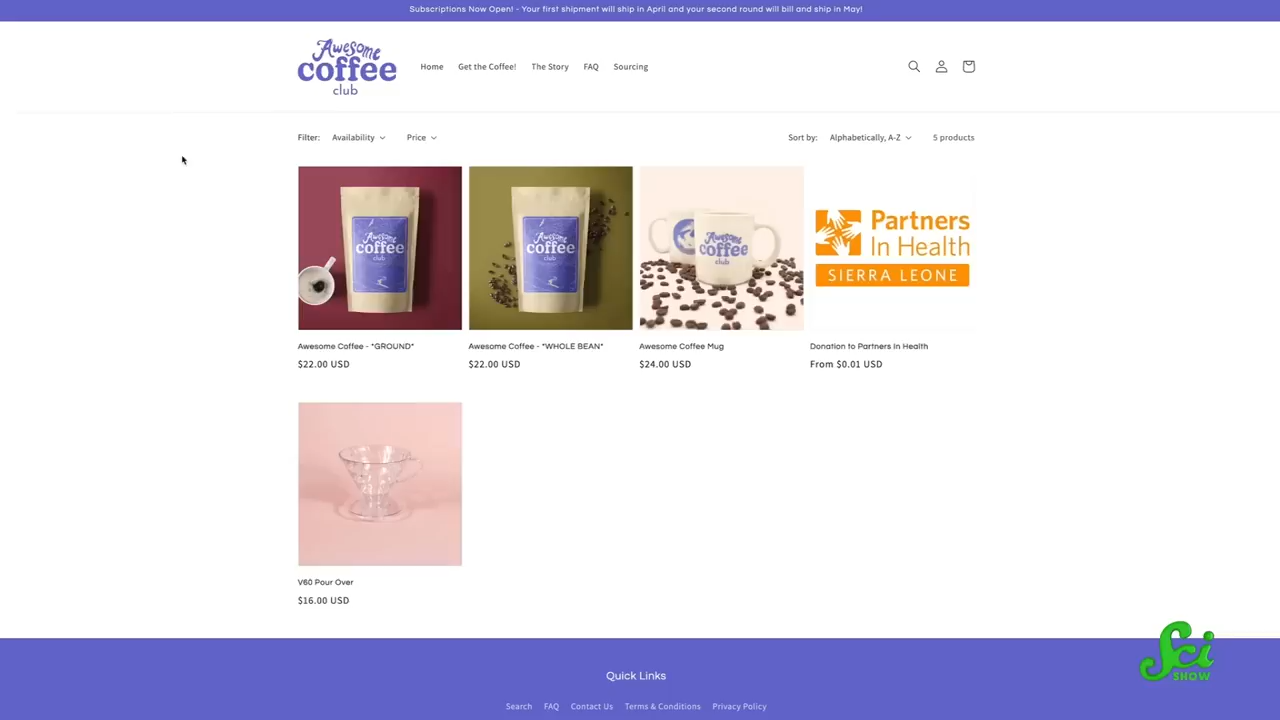 Subscriptions Now Open! - Your first shipment will ship in April and your second round will bill and ship in May!
Awesome
coffee
club
Home
Get the Coffee!
The Story
FAQ
Sourcing
Filter:
Availability
Price
Sort by:
Alphabetically, A-Z
5 products
Awesome
coffee
club
Awesome
coffee
club
Awesome
coffee
club
Partners
In Health
SIERRA LEONE
Awesome Coffee - *GROUND*
$22.00 USD
Awesome Coffee - *WHOLE BEAN*
$22.00 USD
Awesome Coffee Mug
$24.00 USD
Donation to Partners In Health
From $0.01 USD
V60 Pour Over
$16.00 USD
Sci
SHOW
Quick Links
Search
FAQ
Contact Us
Terms & Conditions
Privacy Policy